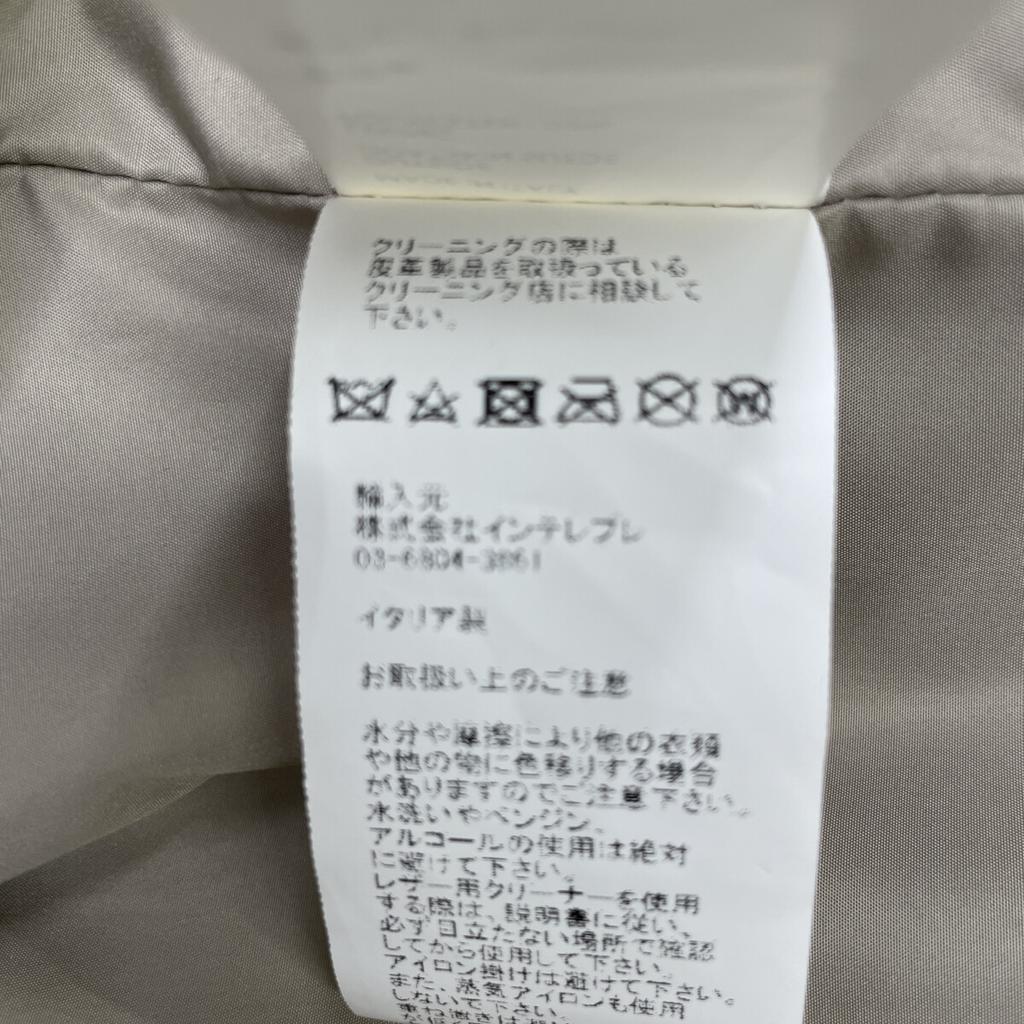 クリーニングの際は
皮革製品を取扱っている
クリーニング店に相談して
下さい。
輸入元
株式会社インテレプレ
03-6804-3861
イタリア製
お取扱い上のご注意
水分や摩擦により他の衣類
や他の物に色移りする場合
がありますのでご注意下さい。
水洗いやベンジン、
アルコールの使用は絶対
に避けて下さい。
レザー用クリーナーを使用
する際は、説明書に従い、
必ず目立たない場所で確認
してから使用して下さい。
アイロン掛けは避けて下さい。
また、蒸気アイロンも使用
しないで下さい。